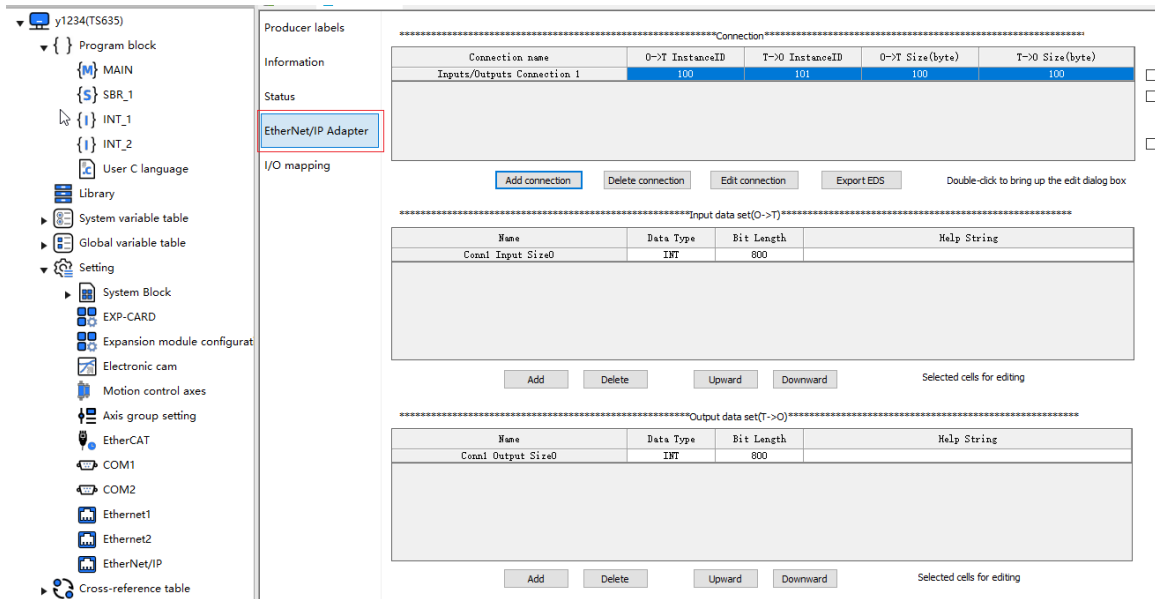 y1234(TS635)
Program block
MAIN
SBR_1
INT_1
INT_2
User C language
Library
System variable table
Global variable table
Setting
System Block
EXP-CARD
Expansion module configurat
Electronic cam
Motion control axes
Axis group setting
EtherCAT
COM1
COM2
Ethernet1
Ethernet2
EtherNet/IP
Cross-reference table
Producer labels
Information
Status
EtherNet/IP Adapter
I/O mapping
Connection
Connection name O->T InstanceID T->O InstanceID O->T Size(byte) T->O Size(byte)
Inputs/Outputs Connection 1 100 101 100 100
Add connection Delete connection Edit connection Export EDS Double-click to bring up the edit dialog box
Input data set(O->T)
Name Data Type Bit Length Help String
Conn1 Input Size0 INT 800
Add Delete Upward Downward Selected cells for editing
Output data set(T->O)
Name Data Type Bit Length Help String
Conn1 Output Size0 INT 800
Add Delete Upward Downward Selected cells for editing